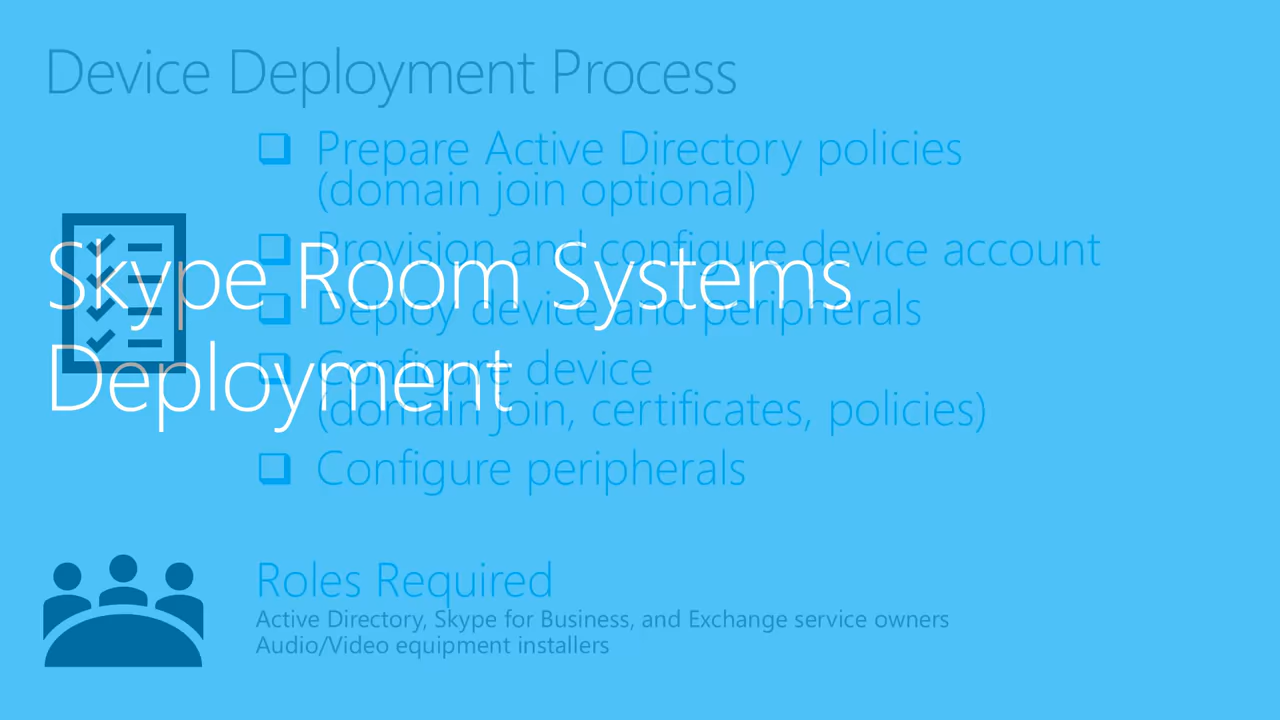 Device Deployment Process
❑ Prepare Active Directory policies
(domain join optional)
❑ Provision and configure device account
Skype Room Systems
❑ Deploy device and peripherals
❑ Configure device
Deployment
(domain join, certificates, policies)
❑ Configure peripherals
Roles Required
Active Directory, Skype for Business, and Exchange service owners
Audio/Video equipment installers